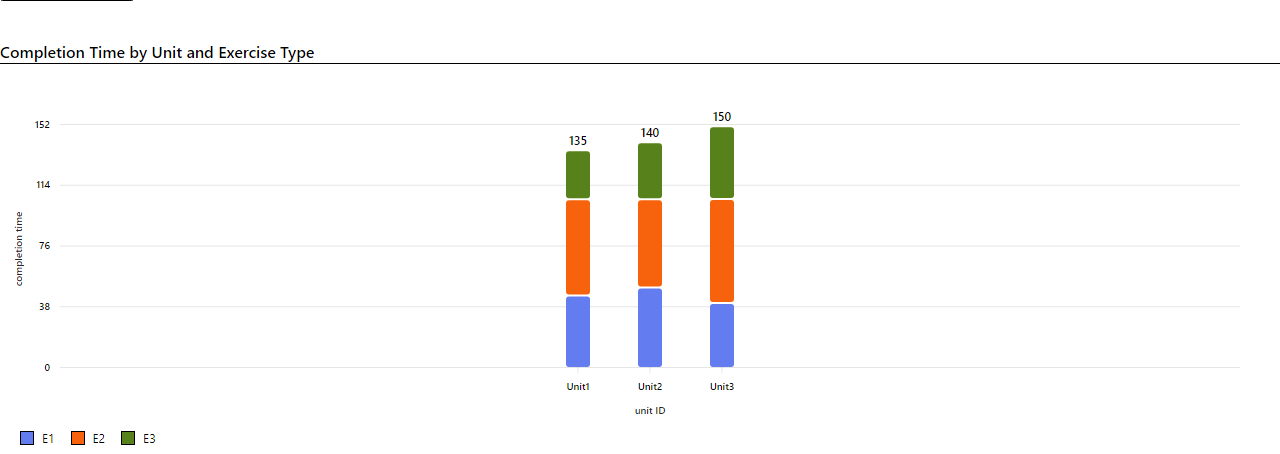 Completion Time by Unit and Exercise Type
150
140
135
152
114
76
38
0
completion time
Unit1 Unit2 Unit3
unit ID
E1 E2 E3